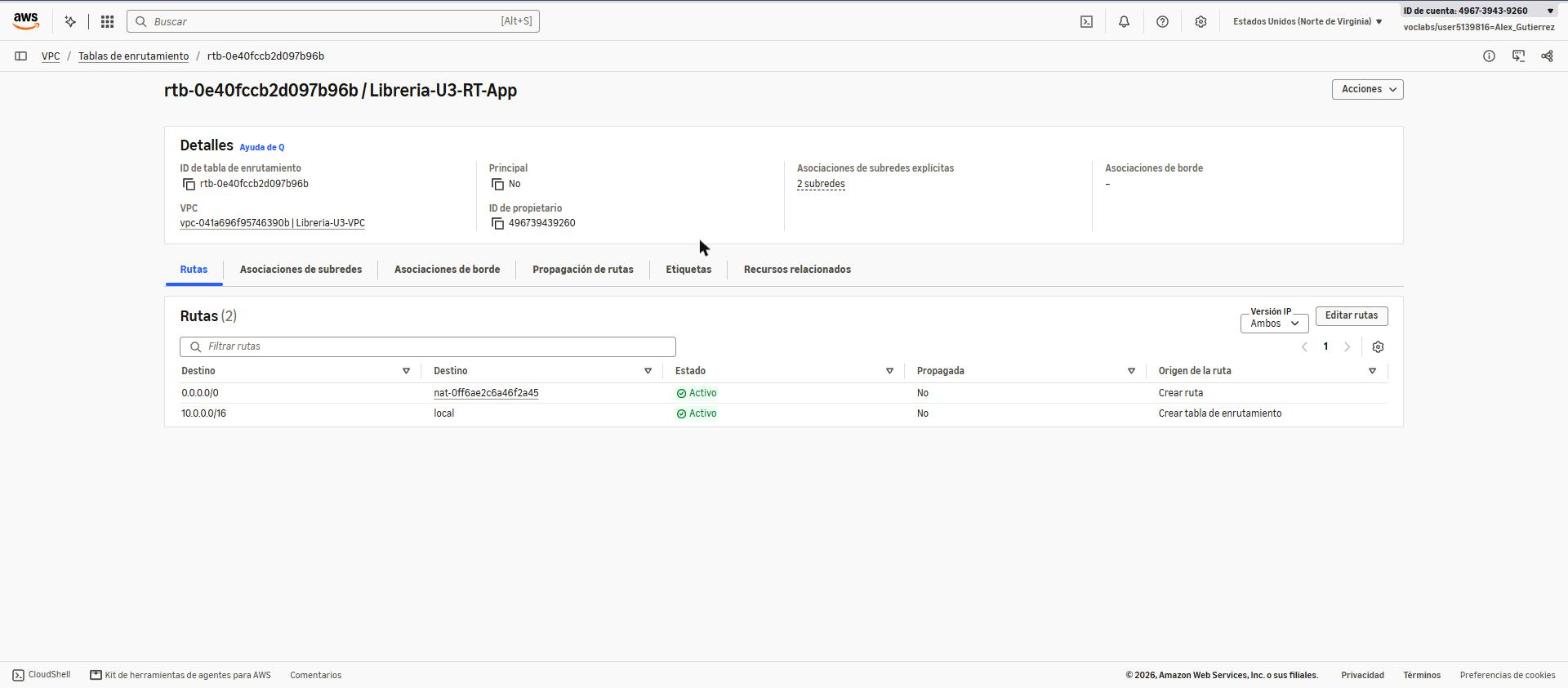 aws
Buscar [Alt+S]
Estados Unidos (Norte de Virginia)
ID de cuenta: 4967-3943-9260
voclabs/user5139816=Alex_Gutierrez
VPC / Tablas de enrutamiento / rtb-0e40fccb2d097b96b
rtb-0e40fccb2d097b96b / Libreria-U3-RT-App
Acciones
Detalles Ayuda de Q
ID de tabla de enrutamiento
rtb-0e40fccb2d097b96b
Principal
No
Asociaciones de subredes explícitas
2 subredes
Asociaciones de borde
–
VPC
vpc-041a696f95746390b | Libreria-U3-VPC
ID de propietario
496739439260
Rutas Asociaciones de subredes Asociaciones de borde Propagación de rutas Etiquetas Recursos relacionados
Rutas (2)
Versión IP
Ambos
Editar rutas
Filtrar rutas
1
Destino Destino Estado Propagada Origen de la ruta
0.0.0.0/0 nat-0ff6ae2c6a46f2a45 Activo No Crear ruta
10.0.0.0/16 local Activo No Crear tabla de enrutamiento
CloudShell Kit de herramientas de agentes para AWS Comentarios
© 2026, Amazon Web Services, Inc. o sus filiales. Privacidad Términos Preferencias de cookies